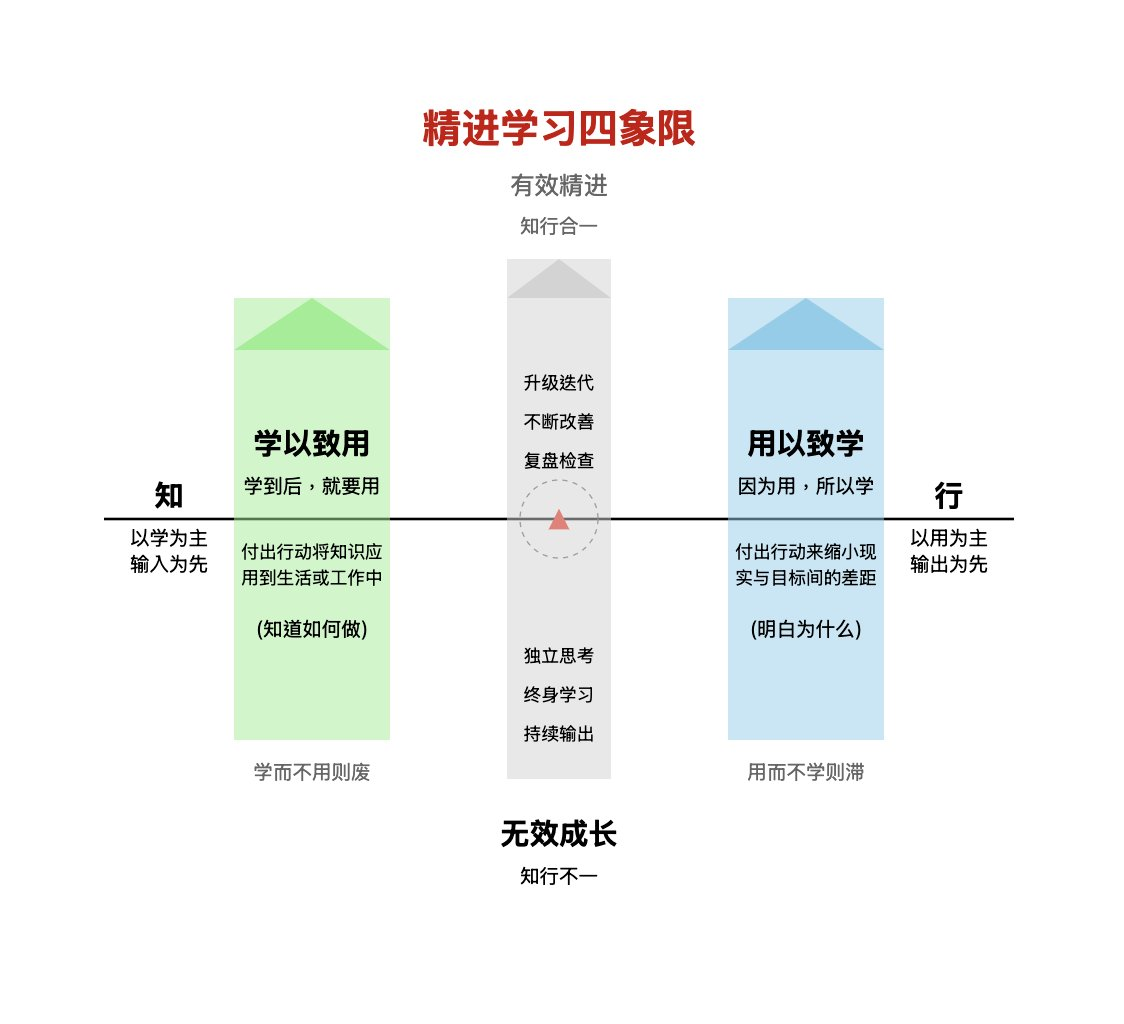 精进学习四象限
有效精进
知行合一
升级迭代
不断改善
复盘检查
学以致用
学到后，就要用
用以致学
因为用，所以学
知
以学为主
输入为先
行
以用为主
输出为先
付出行动将知识应
用到生活或工作中
(知道如何做)
付出行动来缩小现
实与目标间的差距
(明白为什么)
独立思考
终身学习
持续输出
学而不用则废
用而不学则滞
无效成长
知行不一